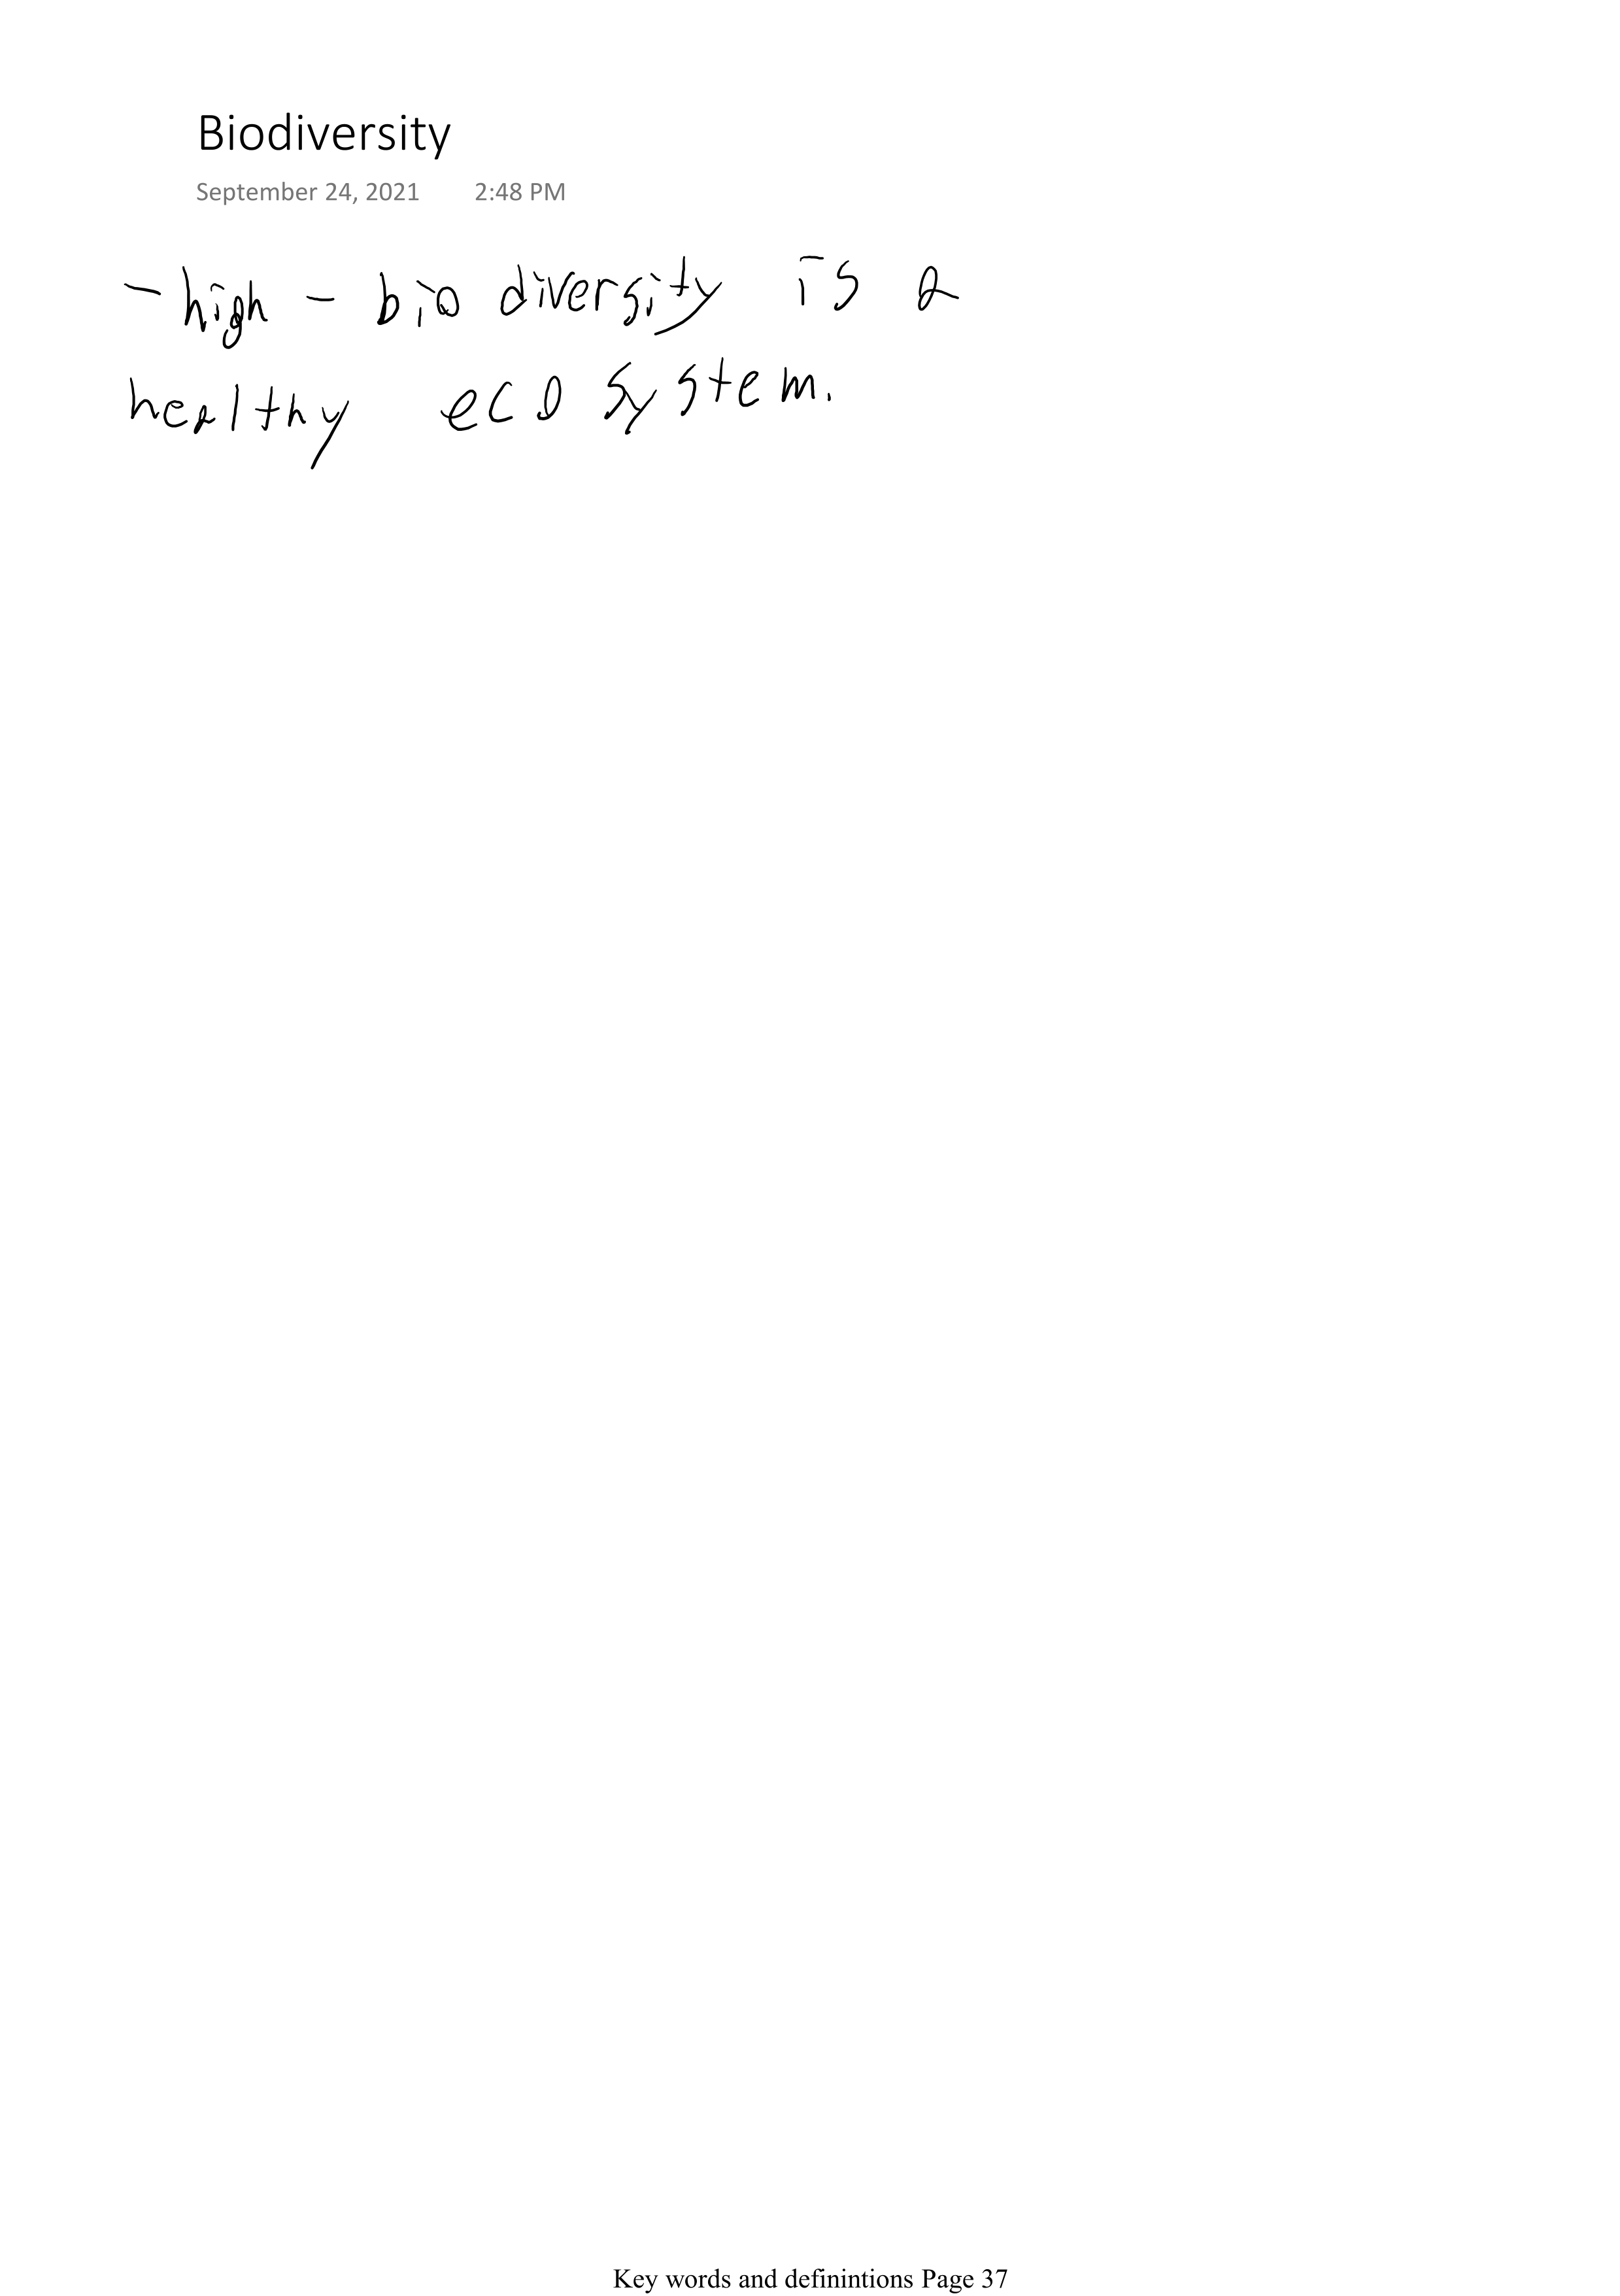 Biodiversity
September 24, 2021 2:48 PM
- high - bio diversity is a
healthy eco system.
Key words and definintions Page 37